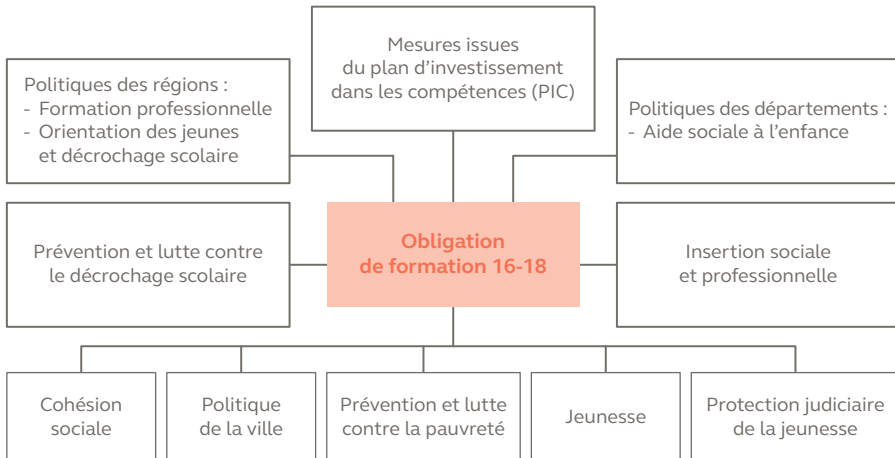 Mesures issues
du plan d'investissement
dans les compétences (PIC)
Politiques des régions :
- Formation professionnelle
- Orientation des jeunes
et décrochage scolaire
Politiques des départements :
- Aide sociale à l'enfance
Prévention et lutte contre
le décrochage scolaire
Obligation
de formation 16-18
Insertion sociale
et professionnelle
Cohésion
sociale
Politique
de la ville
Prévention et lutte
contre la pauvreté
Jeunesse
Protection judiciaire
de la jeunesse